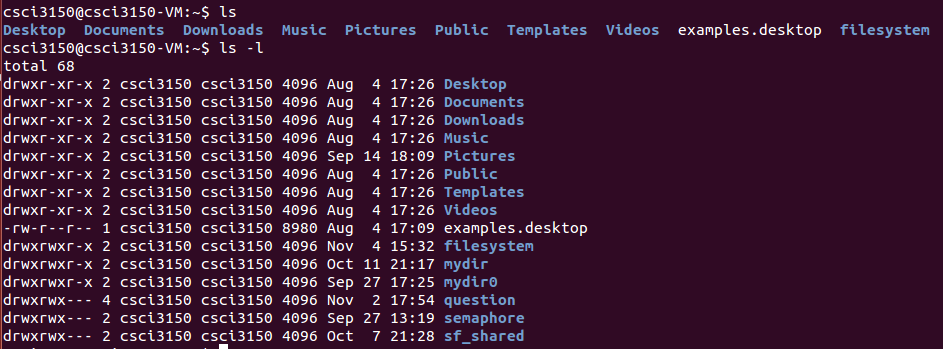 csci3150@csci3150-VM:~$ ls
Desktop Documents Downloads Music Pictures Public Templates Videos examples.desktop filesystem
csci3150@csci3150-VM:~$ ls -l
total 68
drwxr-xr-x 2 csci3150 csci3150 4096 Aug  4 17:26 Desktop
drwxr-xr-x 2 csci3150 csci3150 4096 Aug  4 17:26 Documents
drwxr-xr-x 2 csci3150 csci3150 4096 Aug  4 17:26 Downloads
drwxr-xr-x 2 csci3150 csci3150 4096 Aug  4 17:26 Music
drwxr-xr-x 2 csci3150 csci3150 4096 Sep 14 18:09 Pictures
drwxr-xr-x 2 csci3150 csci3150 4096 Aug  4 17:26 Public
drwxr-xr-x 2 csci3150 csci3150 4096 Aug  4 17:26 Templates
drwxr-xr-x 2 csci3150 csci3150 4096 Aug  4 17:26 Videos
-rw-r--r-- 1 csci3150 csci3150 8980 Aug  4 17:09 examples.desktop
drwxrwxr-x 2 csci3150 csci3150 4096 Nov  4 15:32 filesystem
drwxrwxr-x 2 csci3150 csci3150 4096 Oct 11 21:17 mydir
drwxrwxr-x 2 csci3150 csci3150 4096 Sep 27 17:25 mydir0
drwxrwx--- 4 csci3150 csci3150 4096 Nov  2 17:54 question
drwxrwx--- 2 csci3150 csci3150 4096 Sep 27 13:19 semaphore
drwxrwx--- 2 csci3150 csci3150 4096 Oct  7 21:28 sf_shared